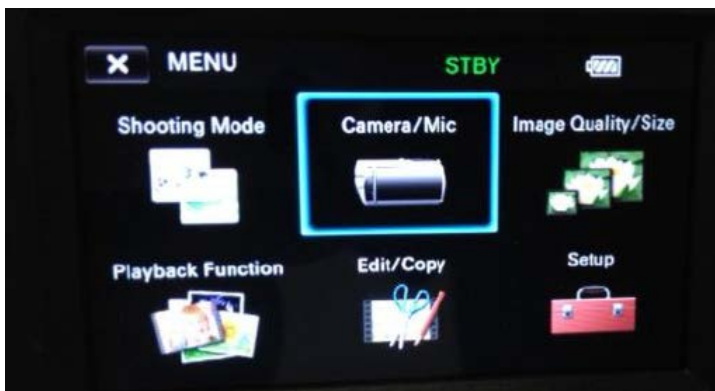 MENU STBY
Shooting Mode Camera/Mic Image Quality/Size
Playback Function Edit/Copy Setup